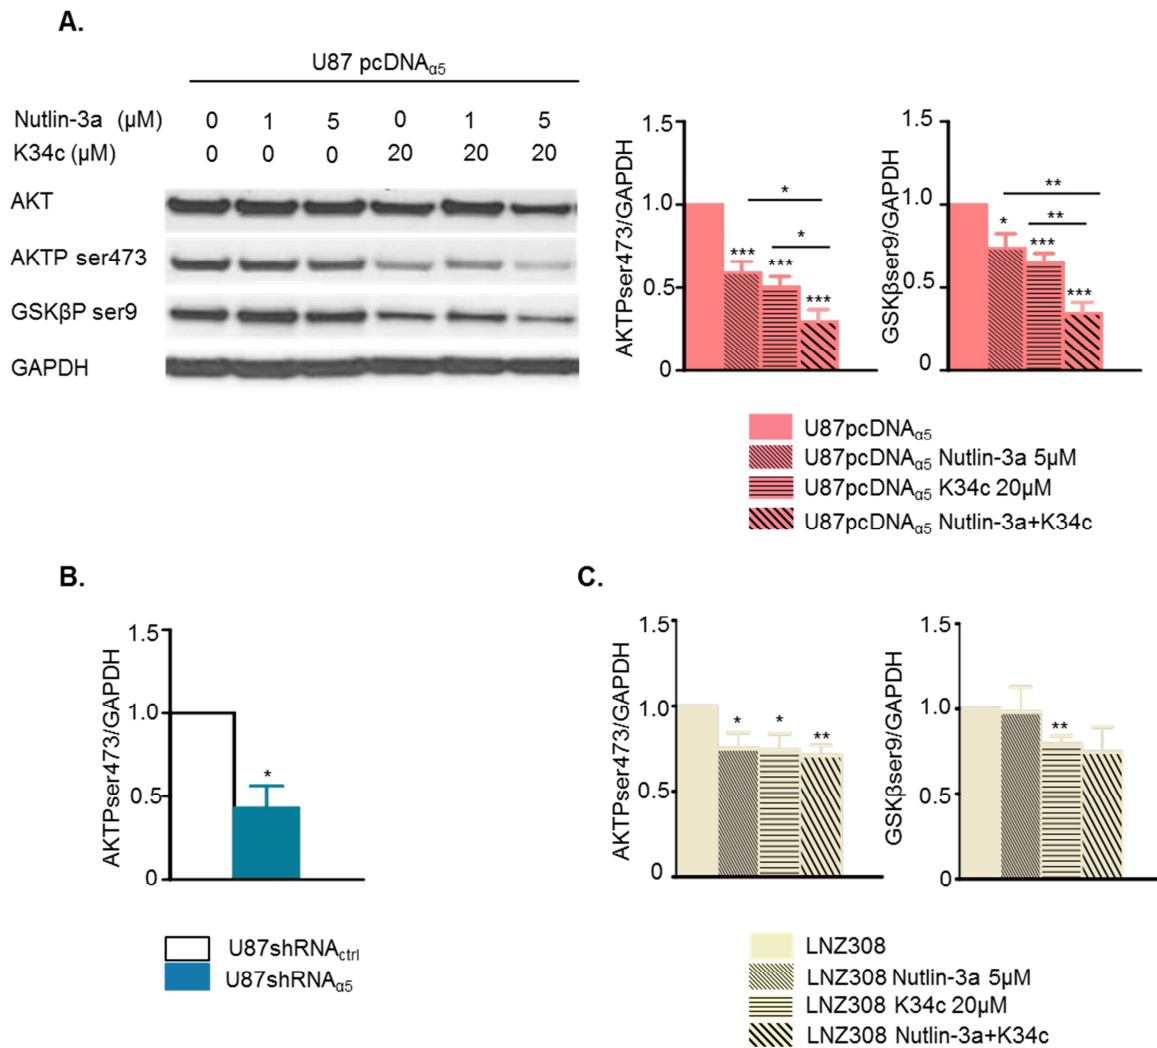 A.
U87 pcDNAα5
Nutlin-3a (µM) 0 1 5 0 1 5
K34c (µM) 0 0 0 20 20 20
AKT
AKTP ser473
GSKβP ser9
GAPDH
AKTPser473/GAPDH
1.5
1.0
0.5
0
*
*
*** *** ***
GSKβser9/GAPDH
1.5
1.0
0.5
0
**
**
* *** ***
U87pcDNAα5
U87pcDNAα5 Nutlin-3a 5µM
U87pcDNAα5 K34c 20µM
U87pcDNAα5 Nutlin-3a+K34c
B.
AKTPser473/GAPDH
1.5
1.0
0.5
0
*
U87shRNActrl
U87shRNAα5
C.
AKTPser473/GAPDH
1.5
1.0
0.5
0
* * **
GSKβser9/GAPDH
1.5
1.0
0.5
0
**
LNZ308
LNZ308 Nutlin-3a 5µM
LNZ308 K34c 20µM
LNZ308 Nutlin-3a+K34c